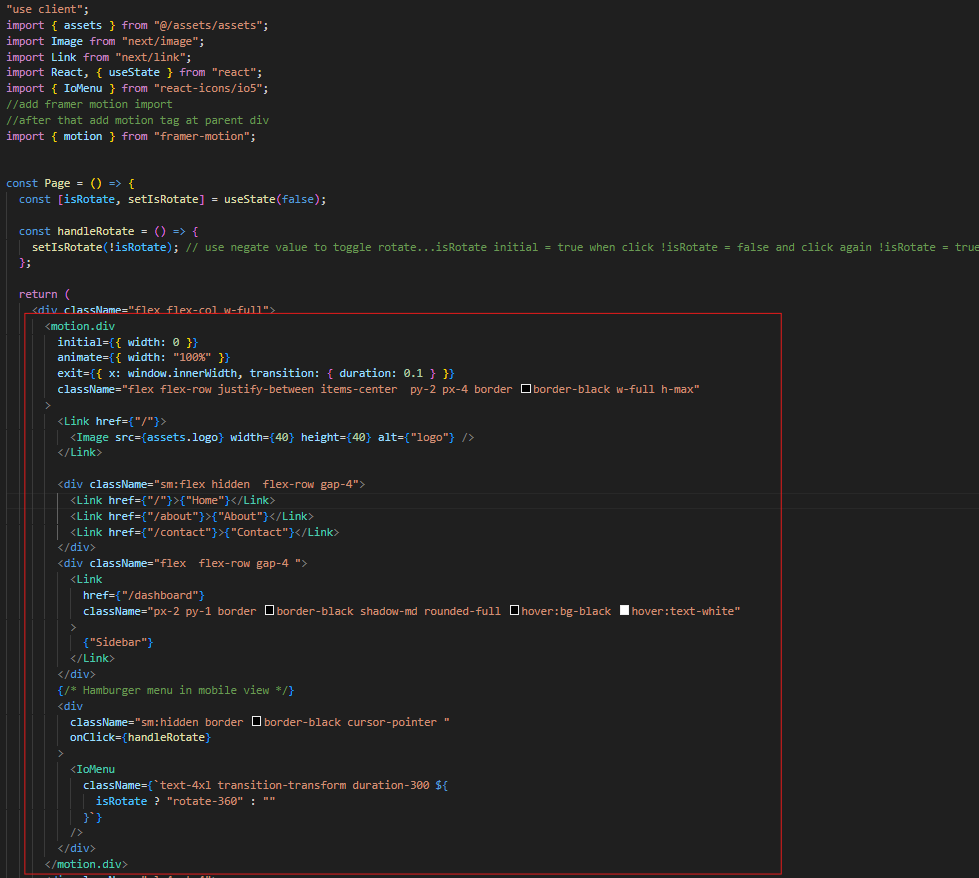 "use client";
import { assets } from "@/assets/assets";
import Image from "next/image";
import Link from "next/link";
import React, { useState } from "react";
import { IoMenu } from "react-icons/io5";
//add framer motion import
//after that add motion tag at parent div
import { motion } from "framer-motion";
const Page = () => {
const [isRotate, setIsRotate] = useState(false);
const handleRotate = () => {
setIsRotate(!isRotate); // use negate value to toggle rotate...isRotate initial = true when click !isRotate = false and click again !isRotate = true
};
return (
<div className="flex flex-col w-full">
<motion.div
initial={{ width: 0 }}
animate={{ width: "100%" }}
exit={{ x: window.innerWidth, transition: { duration: 0.1 } }}
className="flex flex-row justify-between items-center  py-2 px-4 border border-black w-full h-max"
>
<Link href={"/"}>
<Image src={assets.logo} width={40} height={40} alt={"logo"} />
</Link>
<div className="sm:flex hidden  flex-row gap-4">
<Link href={"/"}>{"Home"}</Link>
<Link href={"/about"}>{"About"}</Link>
<Link href={"/contact"}>{"Contact"}</Link>
</div>
<div className="flex  flex-row gap-4 ">
<Link
href={"/dashboard"}
className="px-2 py-1 border border-black shadow-md rounded-full hover:bg-black hover:text-white"
>
{"Sidebar"}
</Link>
</div>
{/* Hamburger menu in mobile view */}
<div
className="sm:hidden border border-black cursor-pointer "
onClick={handleRotate}
>
<IoMenu
className={`text-4xl transition-transform duration-300 ${
isRotate ? "rotate-360" : ""
}`}
/>
</div>
</motion.div>